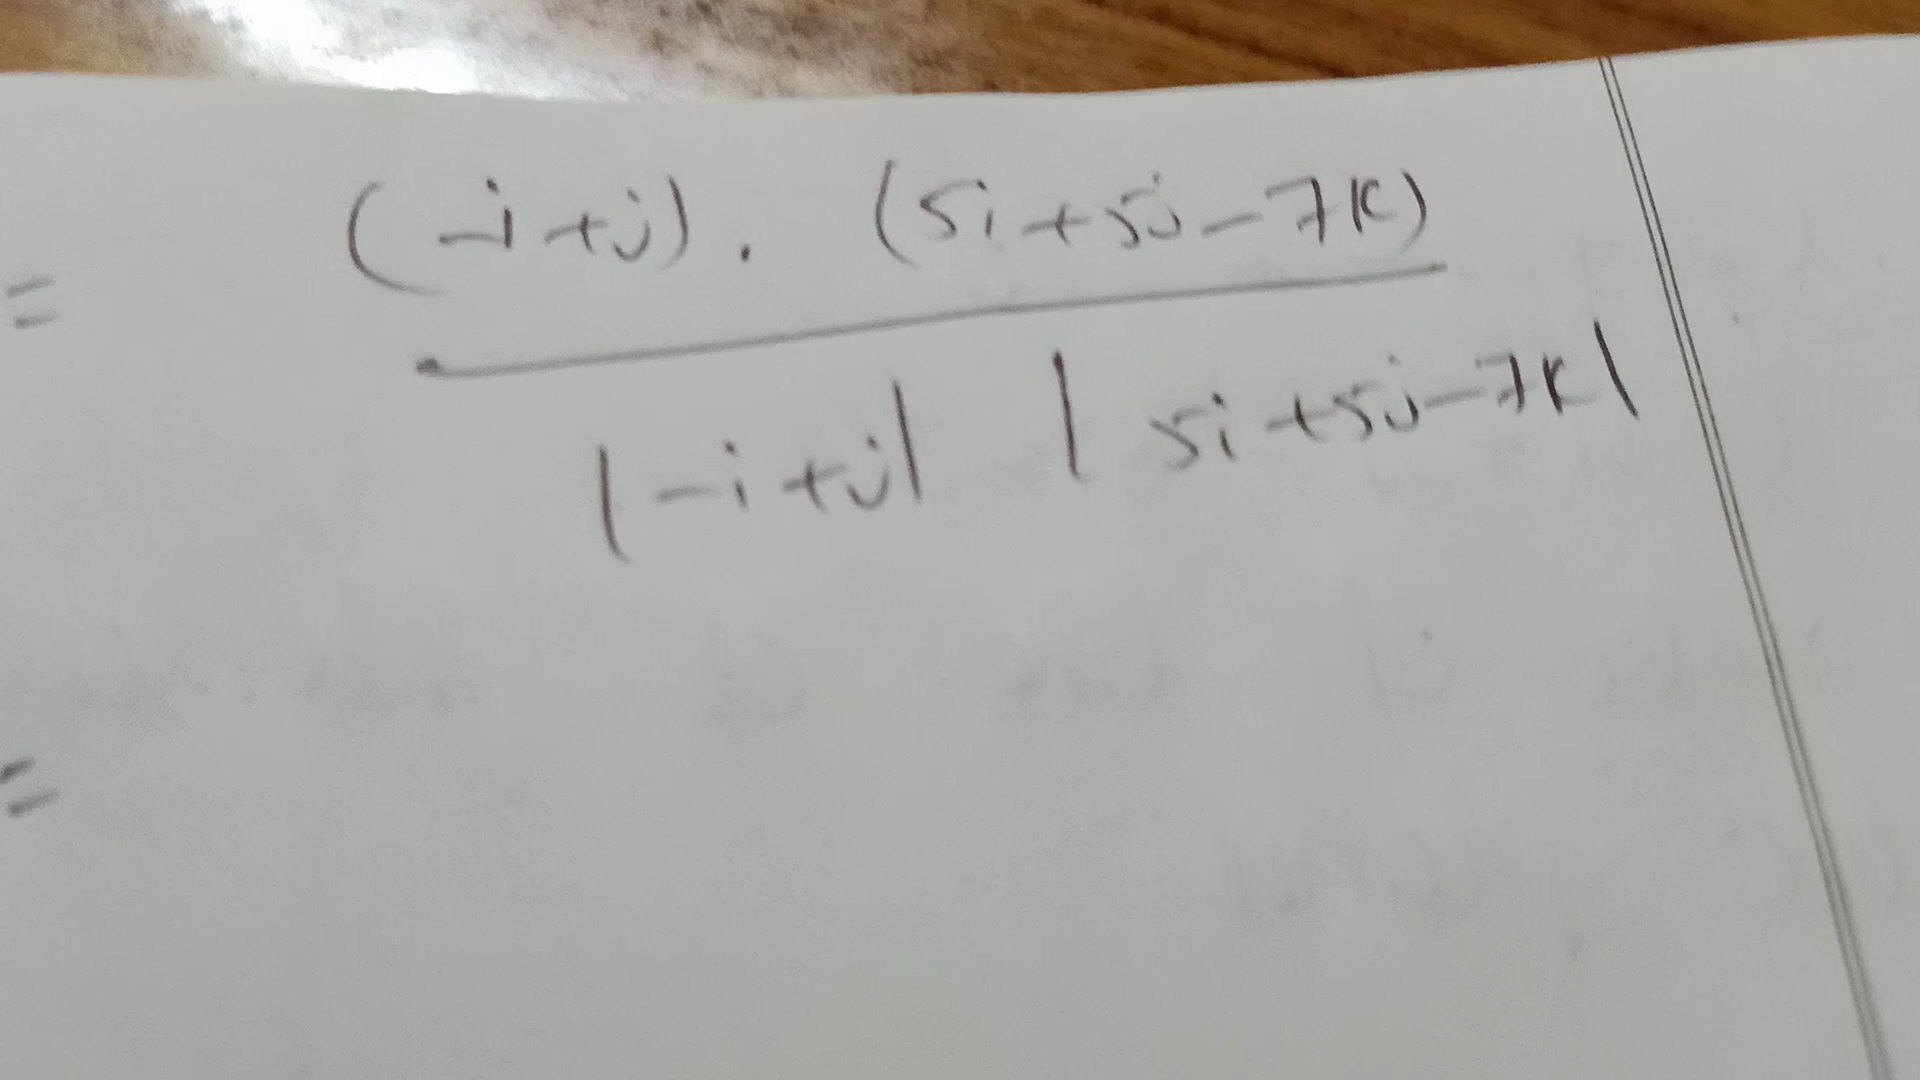 = (-i+j). (5i+5j-7k)
|-i+j| |5i+5j-7k|
=